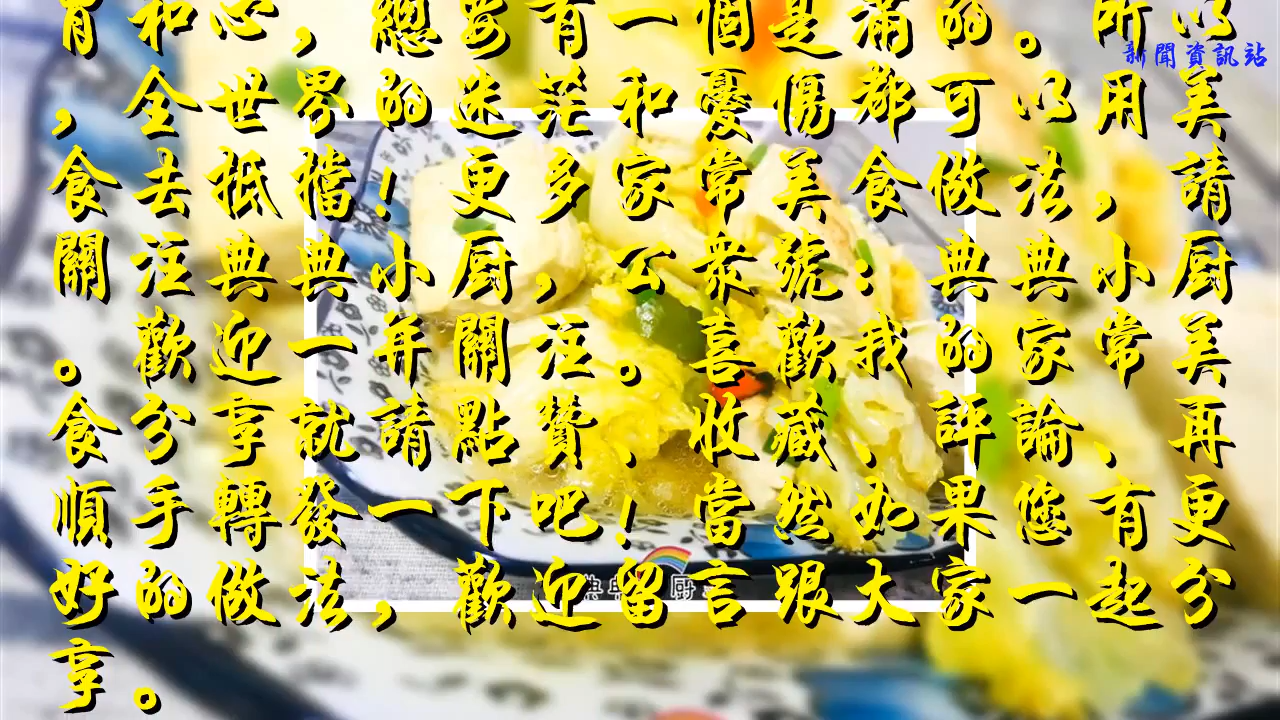 胃和心，總要有一個是滿的。所以
新聞資訊站
，全世界的迷茫和憂傷都可以用美
食去抵擋！更多家常美食做法，請
關注典典小厨，公衆號：典典小厨
。歡迎一并關注。喜歡我的家常美
食分享就請點贊、收藏、評論、再
順手轉發一下吧！當然如果您有更
好的做法，歡迎留言跟大家一起分
享。